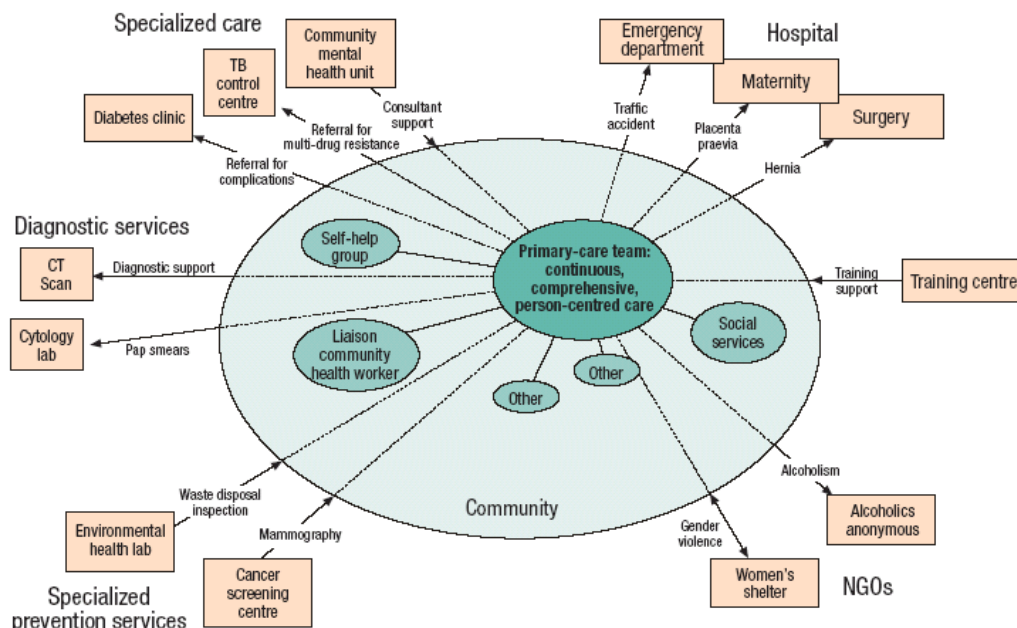 Specialized care
Community
mental
health unit
TB
control
centre
Diabetes clinic
Consultant
support
Referral for
multi-drug resistance
Referral for
complications
Emergency
department
Hospital
Maternity
Surgery
Traffic
accident
Placenta
praevia
Hernia
Diagnostic services
CT
Scan
Diagnostic support
Cytology
lab
Pap smears
Self-help
group
Primary-care team:
continuous,
comprehensive,
person-centred care
Training
support
Training centre
Liaison
community
health worker
Social
services
Other
Other
Community
Waste disposal
inspection
Environmental
health lab
Mammography
Cancer
screening
centre
Specialized
prevention services
Alcoholism
Alcoholics
anonymous
Gender
violence
Women's
shelter
NGOs